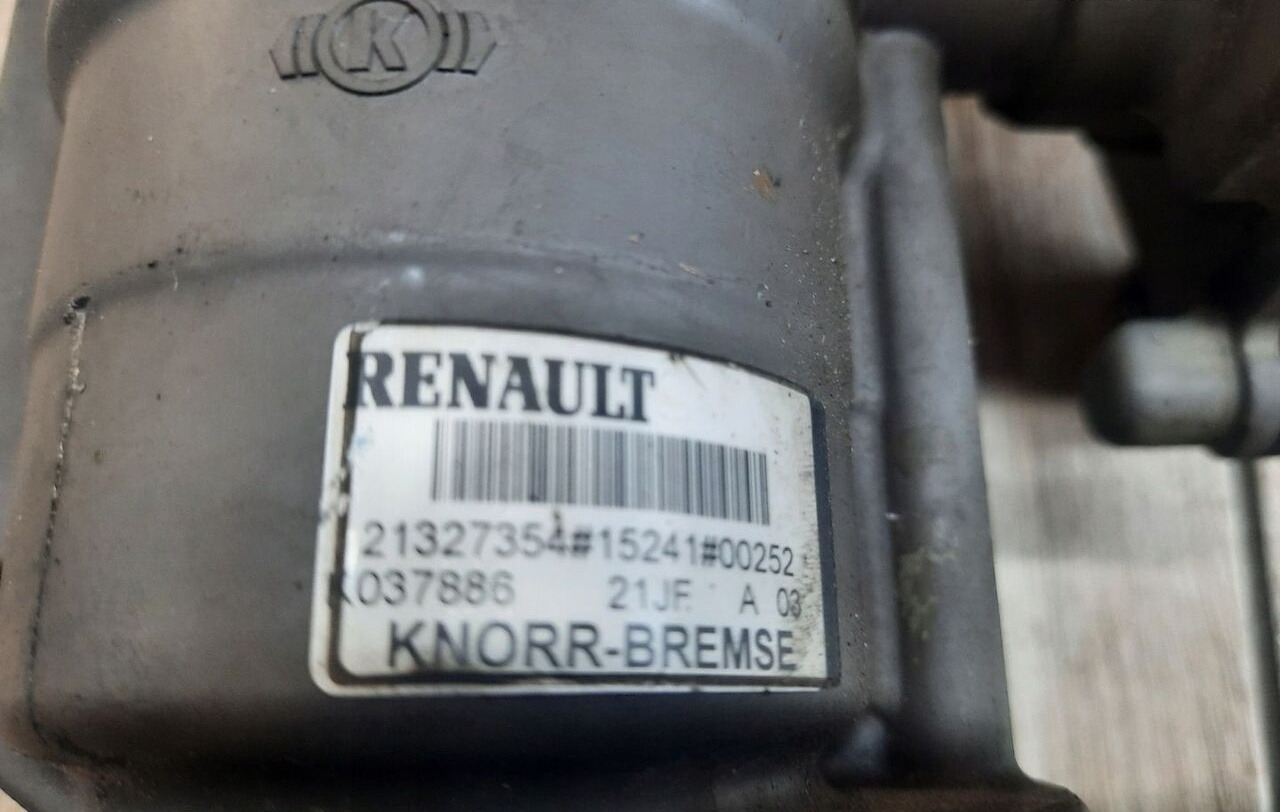 K
RENAULT
21327354#15241#00252
K037886 21JF A 03
KNORR-BREMSE